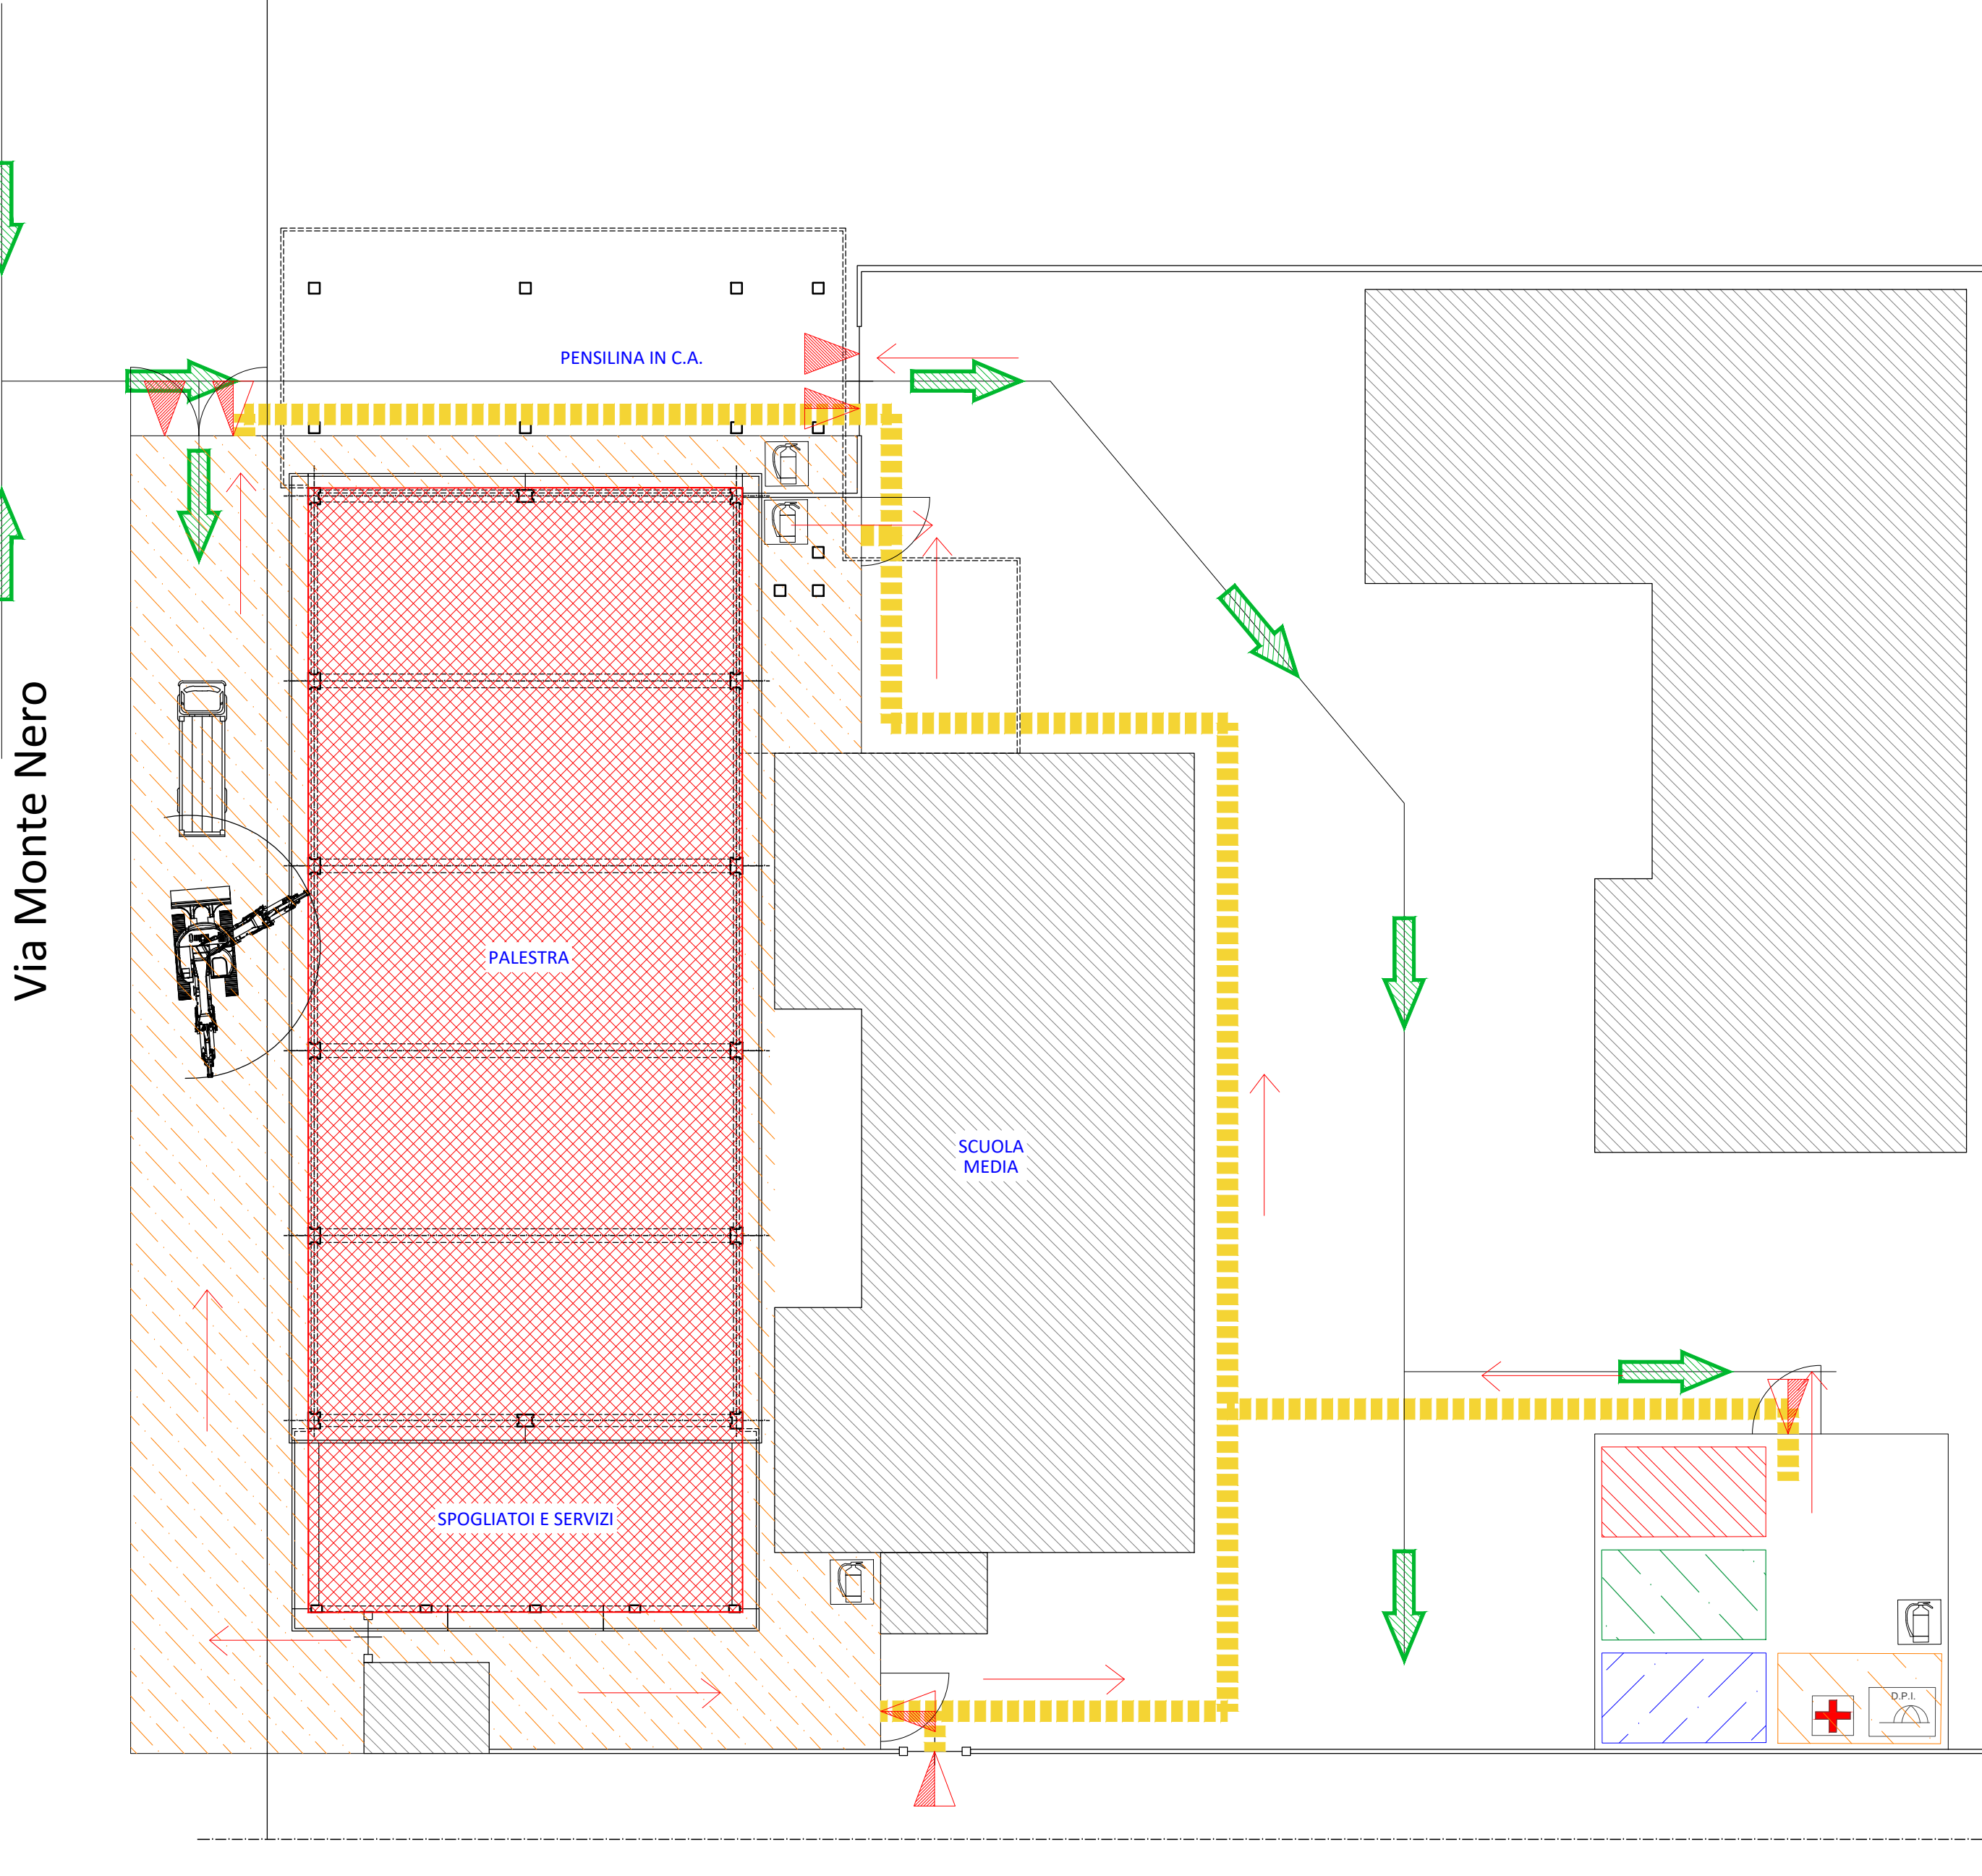 PENSILINA IN C.A.
Via Monte Nero
PALESTRA
SCUOLA
MEDIA
SPOGLIATOI E SERVIZI
D.P.I.